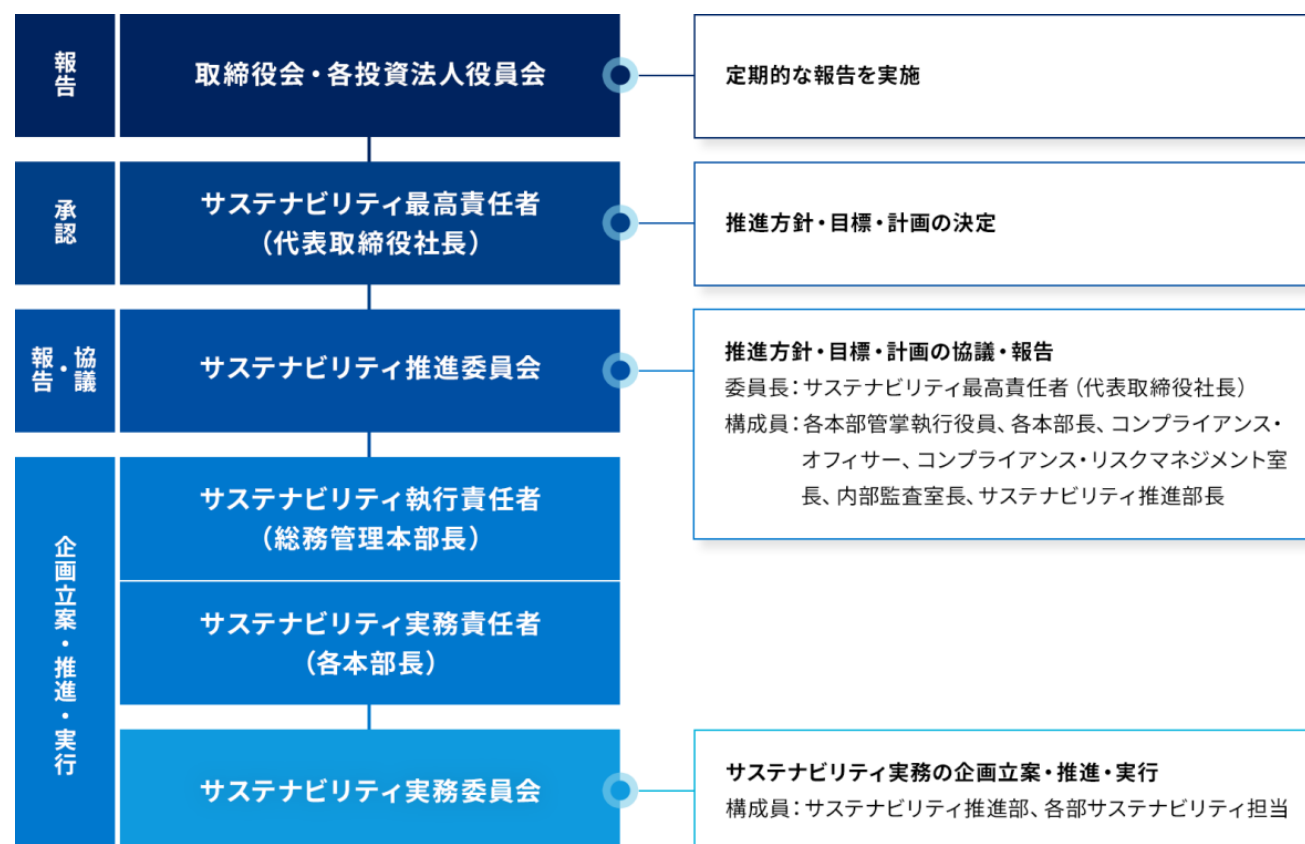 報告
取締役会・各投資法人役員会
定期的な報告を実施
承認
サステナビリティ最高責任者
（代表取締役社長）
推進方針・目標・計画の決定
協議・報告
サステナビリティ推進委員会
推進方針・目標・計画の協議・報告
委員長：サステナビリティ最高責任者（代表取締役社長）
構成員：各本部管掌執行役員、各本部長、コンプライアンス・
オフィサー、コンプライアンス・リスクマネジメント室
長、内部監査室長、サステナビリティ推進部長
企画立案・推進・実行
サステナビリティ執行責任者
（総務管理本部長）
サステナビリティ実務責任者
（各本部長）
サステナビリティ実務委員会
サステナビリティ実務の企画立案・推進・実行
構成員：サステナビリティ推進部、各部サステナビリティ担当